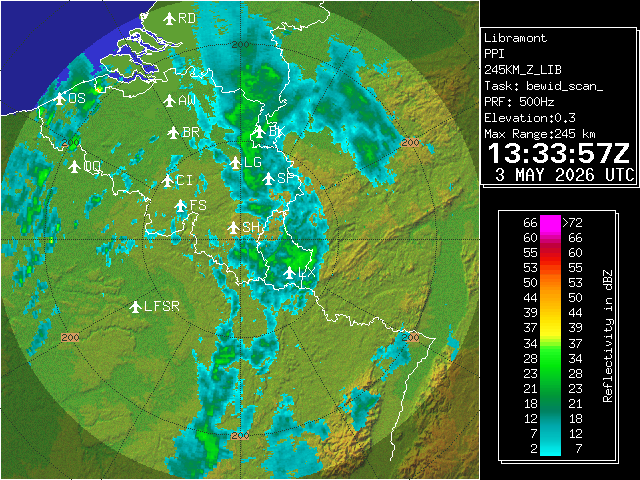 RD
200
OS
AW
BR
BK
200
200
OQ
LG
CI
SP
FS
SH
LX
LFSR
200
200
200
Libramont
PPI
245KM_Z_LIB
Task: bewid_scan_
PRF: 500Hz
Elevation:0.3
Max Range:245 km
13:33:57Z
3 MAY 2026 UTC
66 >72
60 66
55 60
53 55
50 53
44 50
39 44
37 39
34 37
28 34
23 28
21 23
18 21
12 18
7 12
2 7
Reflectivity in dBZ